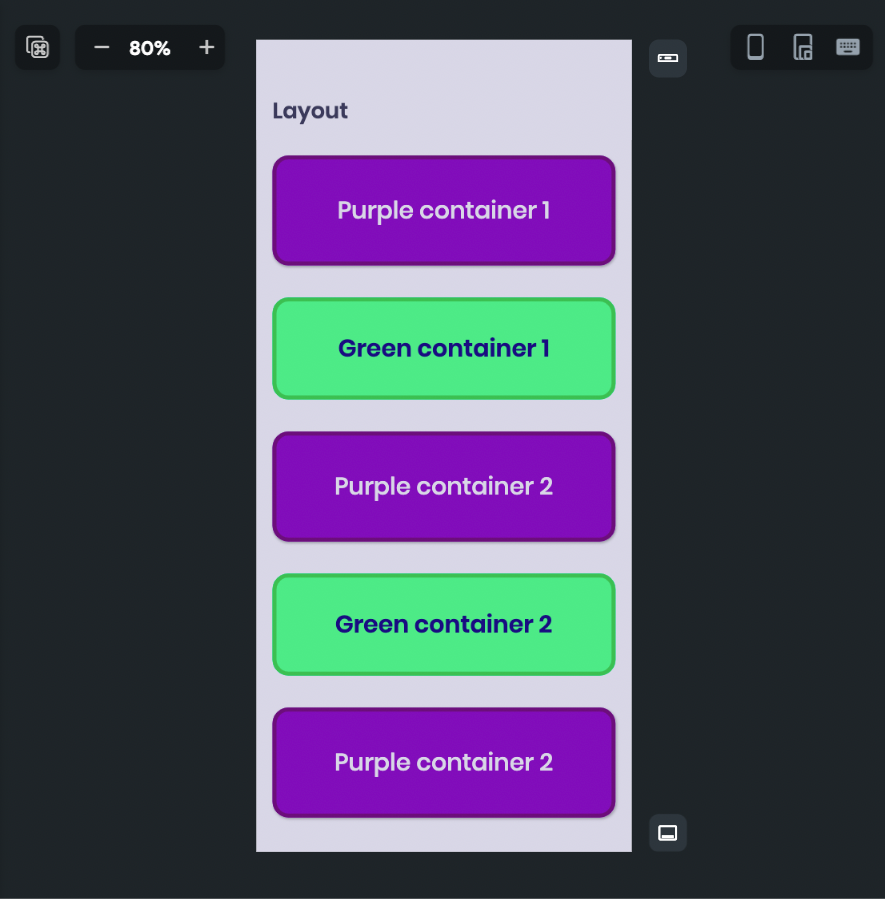 80%
Layout
Purple container 1
Green container 1
Purple container 2
Green container 2
Purple container 2